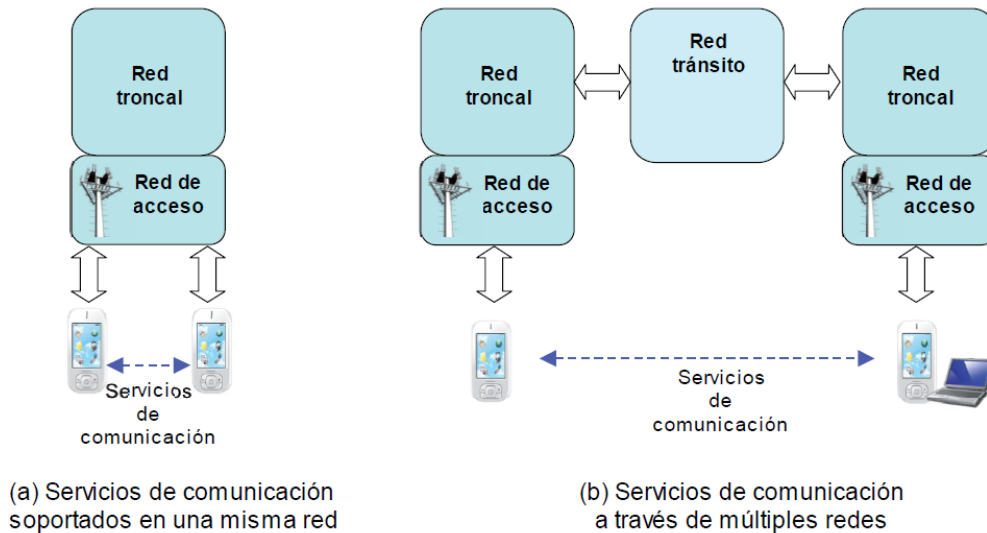 Red
troncal
Red de
acceso
Servicios
de
comunicación
(a) Servicios de comunicación
soportados en una misma red
Red
troncal
Red
tránsito
Red
troncal
Red de
acceso
Red de
acceso
Servicios
de
comunicación
(b) Servicios de comunicación
a través de múltiples redes